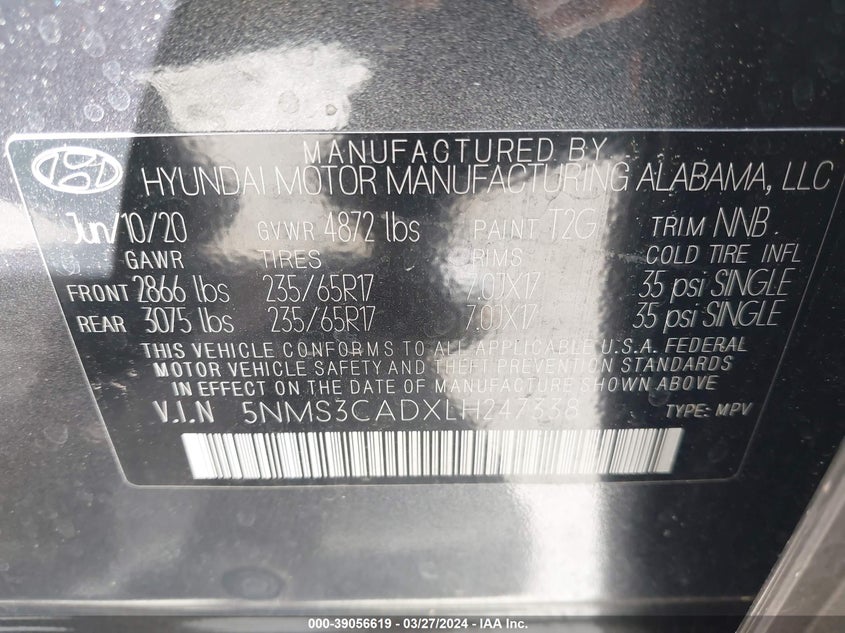 MANUFACTURED BY
HYUNDAI MOTOR MANUFACTURING ALABAMA, LLC
Jun/10/20 GVWR 4872 lbs PAINT T2G TRIM NNB
GAWR TIRES RIMS COLD TIRE INFL
FRONT 2866 lbs 235/65R17 7.0JX17 35 psi SINGLE
REAR 3075 lbs 235/65R17 7.0JX17 35 psi SINGLE
THIS VEHICLE CONFORMS TO ALL APPLICABLE U.S.A. FEDERAL
MOTOR VEHICLE SAFETY AND THEFT PREVENTION STANDARDS
IN EFFECT ON THE DATE OF MANUFACTURE SHOWN ABOVE
V.I.N 5NMS3CADXLH247338 TYPE: MPV
000-39056619 / 03/27/2024 - IAA Inc.